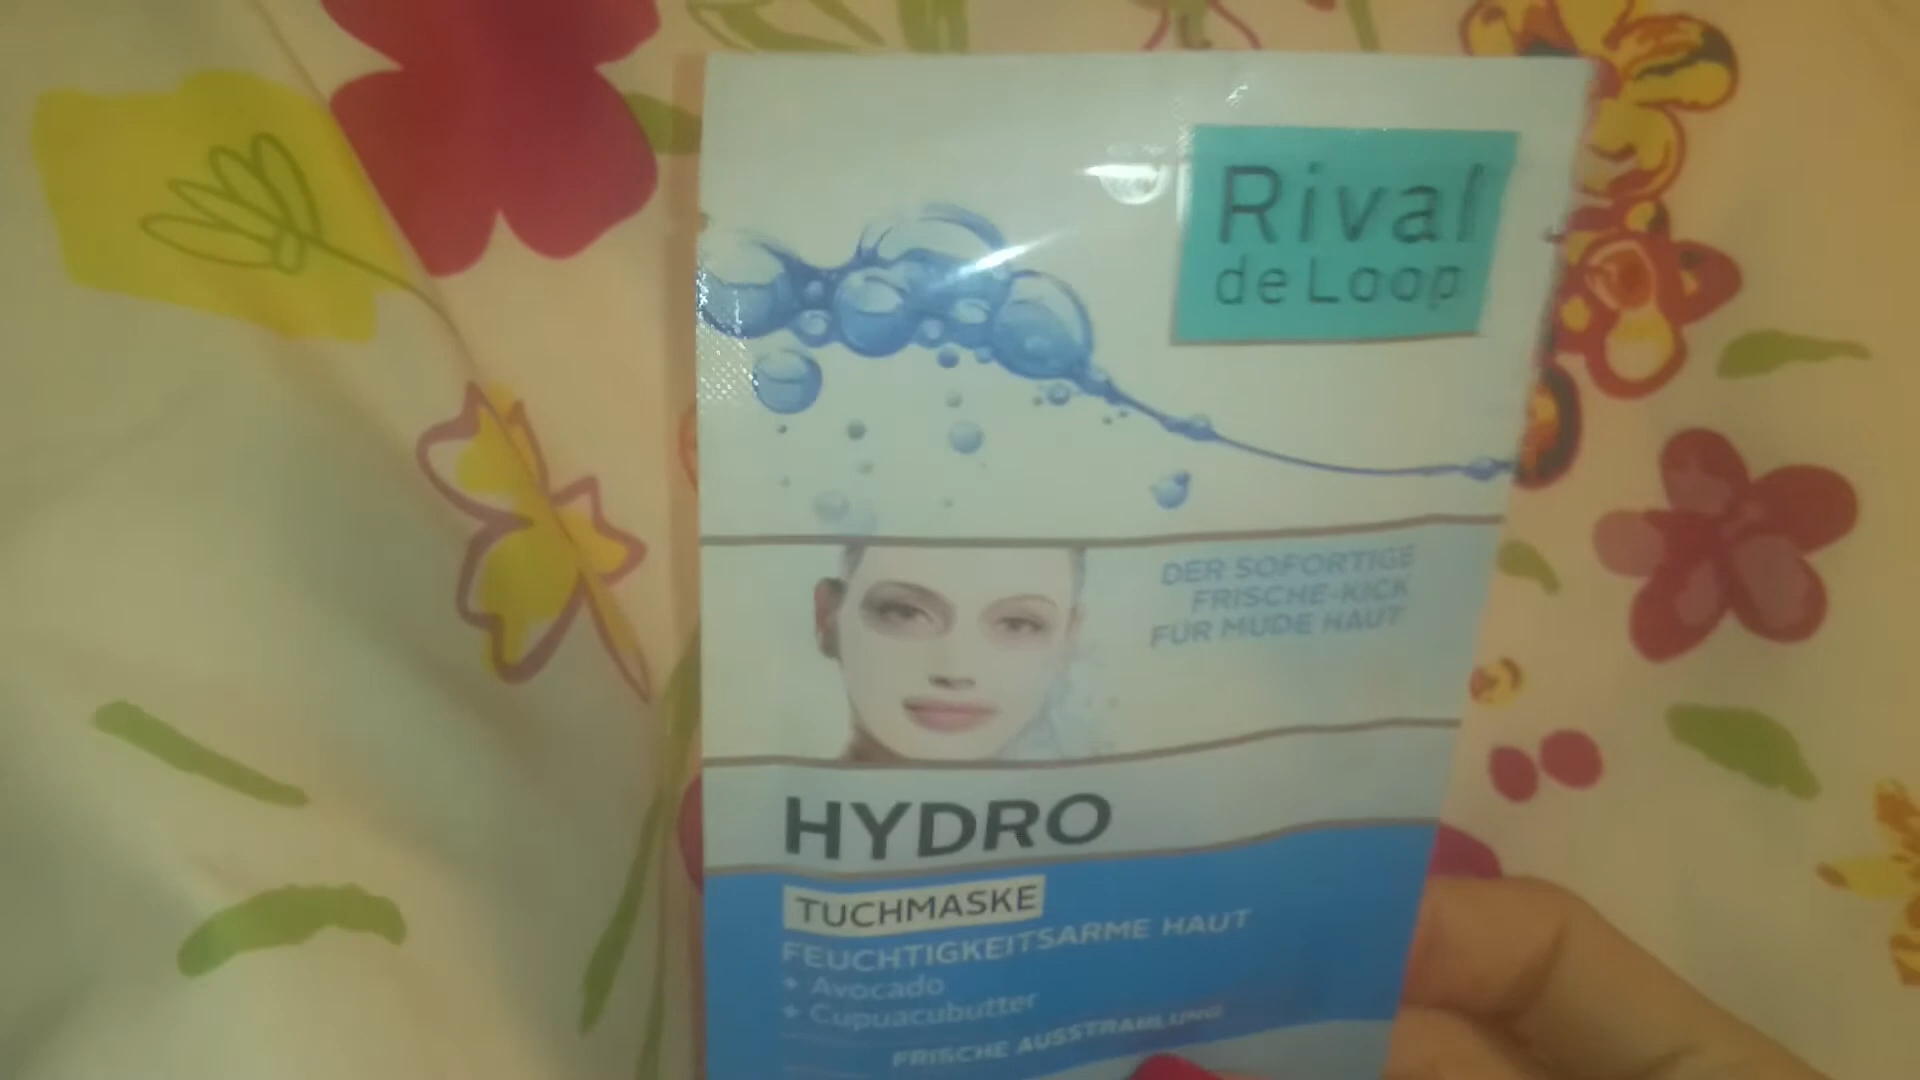 Rival
de Loop
DER SOFORTIGE
FRISCHE-KICK
FÜR MÜDE HAUT
HYDRO
TUCHMASKE
FEUCHTIGKEITSARME HAUT
+ Avocado
+ Cupuacubutter
FRISCHE AUSSTRAHLUNG